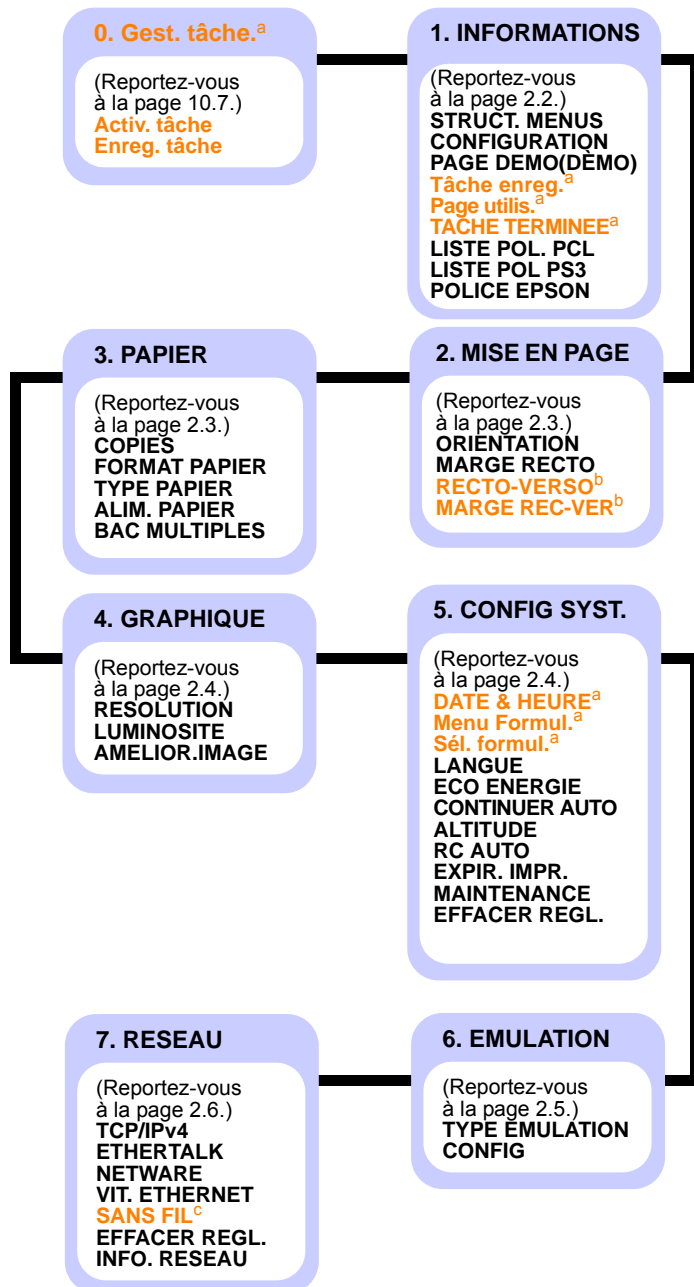 0. Gest. tâche.a
(Reportez-vous
à la page 10.7.)
Activ. tâche
Enreg. tâche
1. INFORMATIONS
(Reportez-vous
à la page 2.2.)
STRUCT. MENUS
CONFIGURATION
PAGE DEMO(DÈMO)
Tâche enreg.a
Page utilis.a
TACHE TERMINEEa
LISTE POL. PCL
LISTE POL PS3
POLICE EPSON
2. MISE EN PAGE
(Reportez-vous
à la page 2.3.)
ORIENTATION
MARGE RECTO
RECTO-VERSOb
MARGE REC-VERb
3. PAPIER
(Reportez-vous
à la page 2.3.)
COPIES
FORMAT PAPIER
TYPE PAPIER
ALIM. PAPIER
BAC MULTIPLES
4. GRAPHIQUE
(Reportez-vous
à la page 2.4.)
RESOLUTION
LUMINOSITE
AMELIOR.IMAGE
5. CONFIG SYST.
(Reportez-vous
à la page 2.4.)
DATE & HEUREa
Menu Formul.a
Sél. formul.a
LANGUE
ECO ENERGIE
CONTINUER AUTO
ALTITUDE
RC AUTO
EXPIR. IMPR.
MAINTENANCE
EFFACER REGL.
6. EMULATION
(Reportez-vous
à la page 2.5.)
TYPE EMULATION
CONFIG
7. RESEAU
(Reportez-vous
à la page 2.6.)
TCP/IPv4
ETHERTALK
NETWARE
VIT. ETHERNET
SANS FILc
EFFACER REGL.
INFO. RESEAU